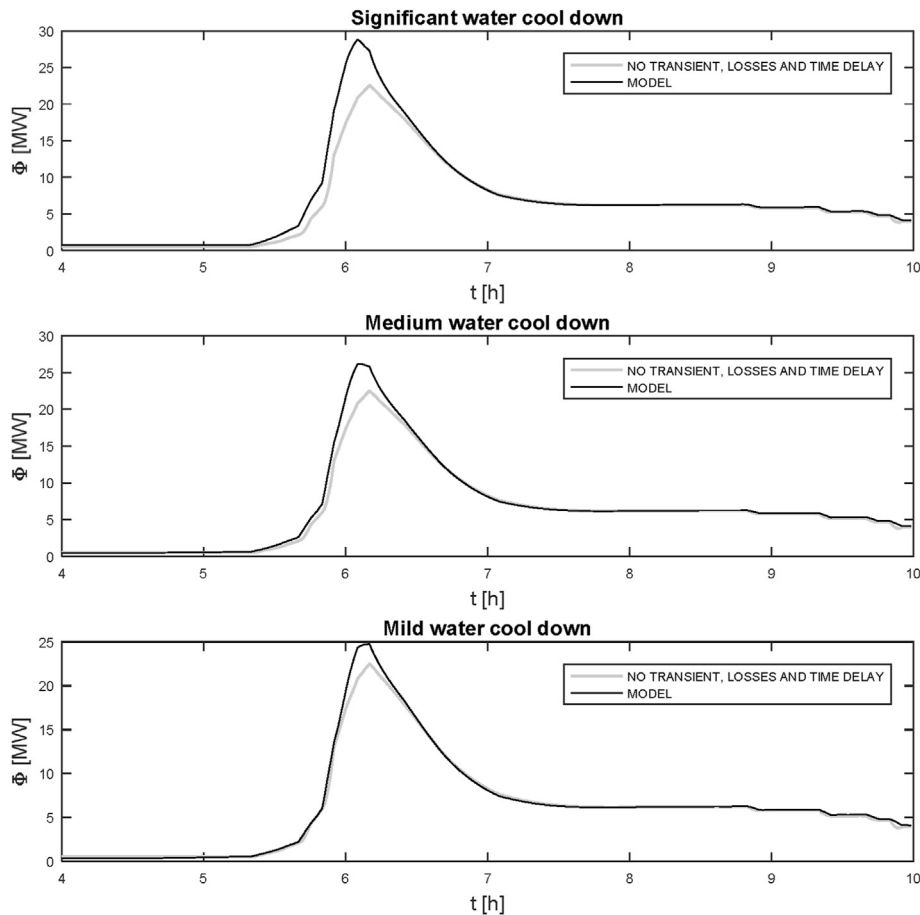 Significant water cool down
30
25
20
15
10
5
0
Φ [MW]
NO TRANSIENT, LOSSES AND TIME DELAY
MODEL
4 5 6 7 8 9 10
t [h]
Medium water cool down
30
25
20
15
10
5
0
Φ [MW]
NO TRANSIENT, LOSSES AND TIME DELAY
MODEL
4 5 6 7 8 9 10
t [h]
Mild water cool down
25
20
15
10
5
0
Φ [MW]
NO TRANSIENT, LOSSES AND TIME DELAY
MODEL
4 5 6 7 8 9 10
t [h]